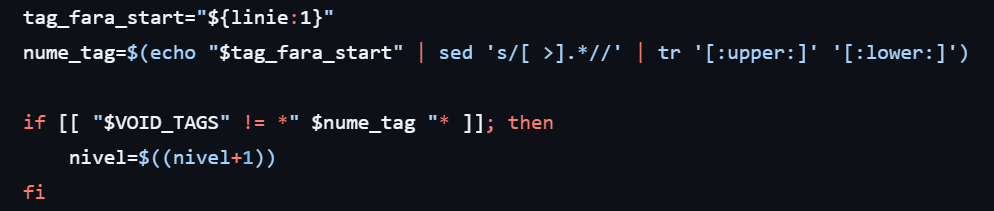 tag_fara_start="${linie:1}"
nume_tag=$(echo "$tag_fara_start" | sed 's/[ >].*//' | tr '[:upper:]' '[:lower:]')
if [[ "$VOID_TAGS" != *" $nume_tag "* ]]; then
    nivel=$((nivel+1))
fi